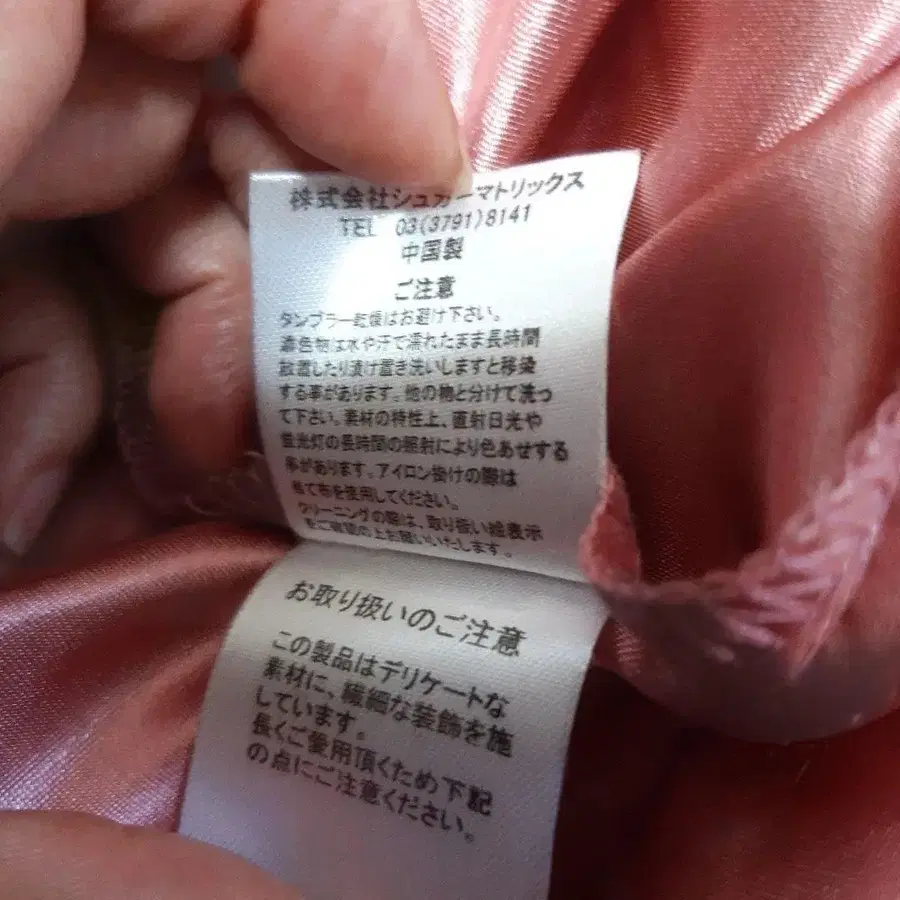 株式会社シュガーマトリックス
TEL 03(3791)8141
中国製
ご注意
タンブラー乾燥はお避け下さい。
濃色物は水や汗で濡れたまま長時間
放置したり漬け置き洗いしますと移染
する事があります。他の物と分けて洗っ
て下さい。素材の特性上、直射日光や
蛍光灯の長時間の照射により色あせする
事があります。アイロン掛けの際は
当て布を使用してください。
クリーニングの際は、取り扱い絵表示
をご確認の上お願いいたします。
お取り扱いのご注意
この製品はデリケートな
素材に、繊細な装飾を施
しています。
長くご愛用頂くため下記
の点にご注意ください。